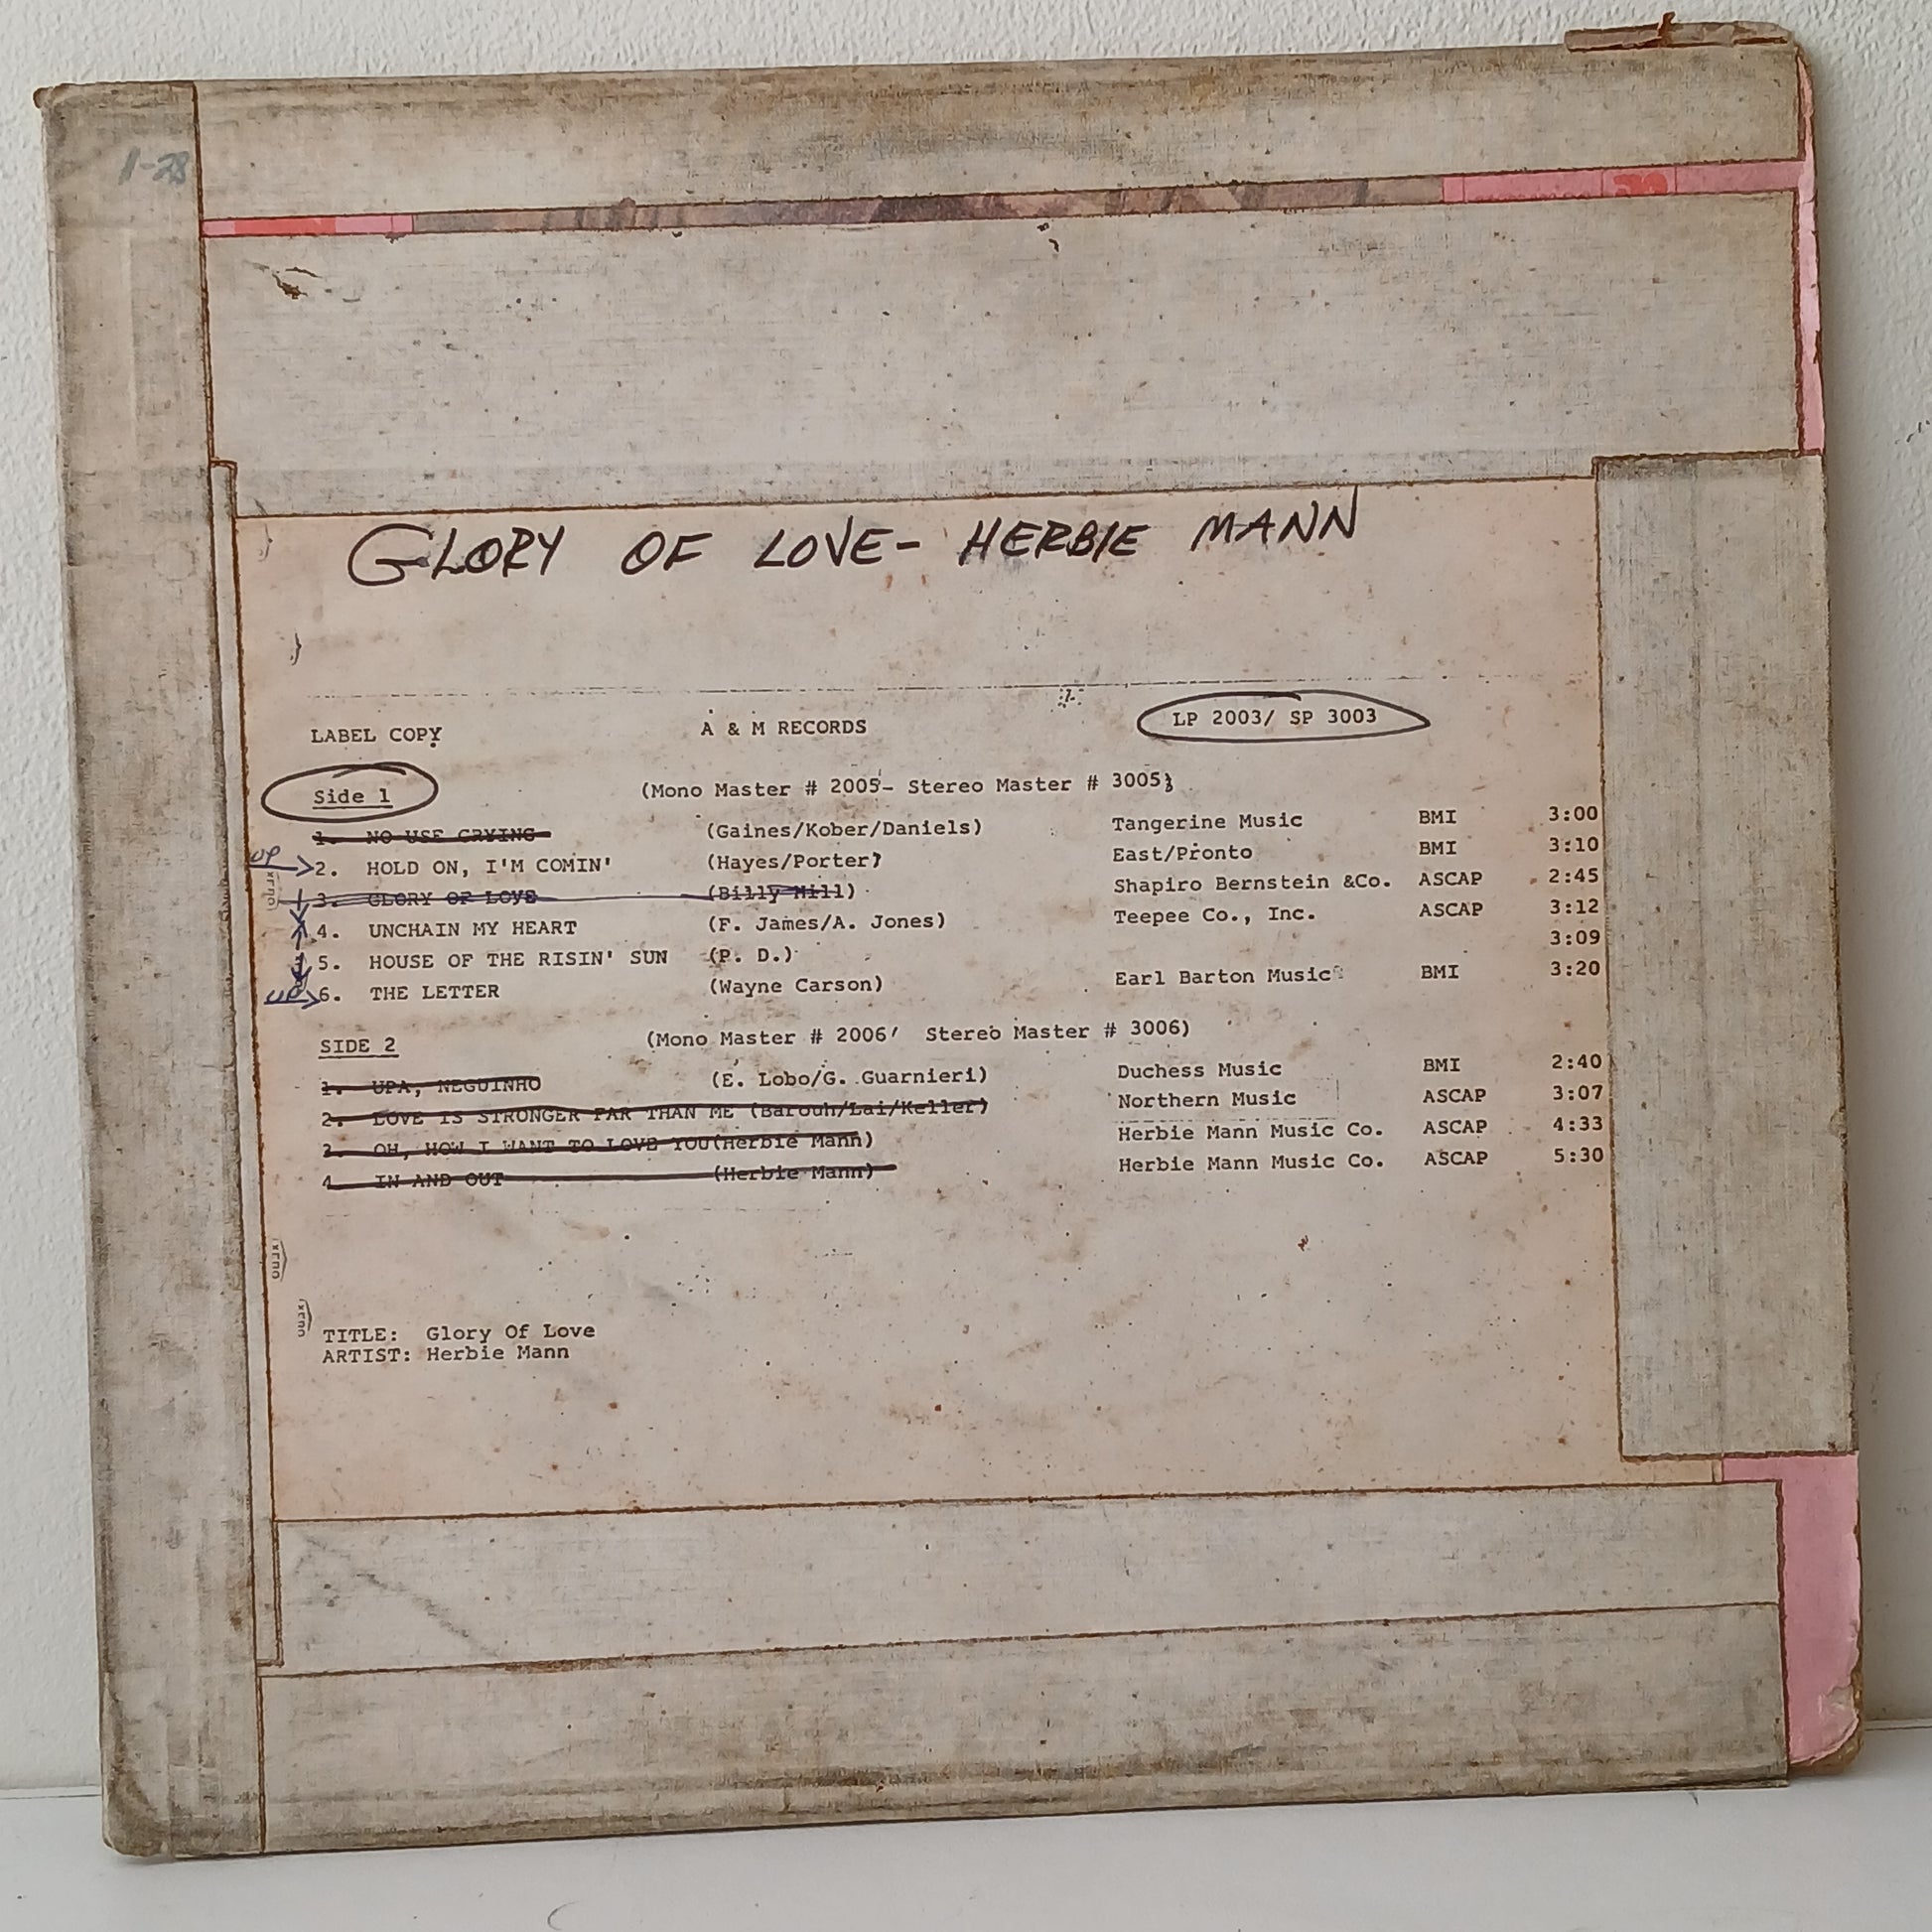 11-28
GLORY OF LOVE- HERBIE MANN
LABEL COPY A & M RECORDS LP 2003/ SP 3003
Side 1 (Mono Master # 2005- Stereo Master # 3005)
1. NO USE CRYING (Gaines/Kober/Daniels) Tangerine Music BMI 3:00
UP 2. HOLD ON, I'M COMIN' (Hayes/Porter) East/Pronto BMI 3:10
3. GLORY OF LOVE (Billy Hill) Shapiro Bernstein &Co. ASCAP 2:45
4. UNCHAIN MY HEART (F. James/A. Jones) Teepee Co., Inc. ASCAP 3:12
5. HOUSE OF THE RISIN' SUN (P. D.) 3:09
UP 6. THE LETTER (Wayne Carson) Earl Barton Music BMI 3:20
SIDE 2 (Mono Master # 2006/ Stereo Master # 3006)
1. UPA, NEGUINHO (E. Lobo/G. Guarnieri) Duchess Music BMI 2:40
2. LOVE IS STRONGER FAR THAN ME (Barouh/Lai/Keller) Northern Music ASCAP 3:07
3. OH, HOW I WANT TO LOVE YOU(Herbie Mann) Herbie Mann Music Co. ASCAP 4:33
4. IN AND OUT (Herbie Mann) Herbie Mann Music Co. ASCAP 5:30
TITLE: Glory Of Love
ARTIST: Herbie Mann